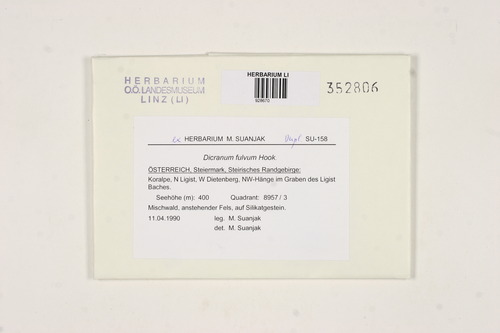 HERBARIUM
O.Ö. LANDESMUSEUM
LINZ (LI)
HERBARIUM LI
928670
352806
ex HERBARIUM M. SUANJAK Dupl. SU-158
Dicranum fulvum Hook.
ÖSTERREICH, Steiermark, Steirisches Randgebirge:
Koralpe, N Ligist, W Dietenberg, NW-Hänge im Graben des Ligist
Baches.
Seehöhe (m): 400 Quadrant: 8957 / 3
Mischwald, anstehender Fels, auf Silikatgestein.
11.04.1990 leg. M. Suanjak
det. M. Suanjak